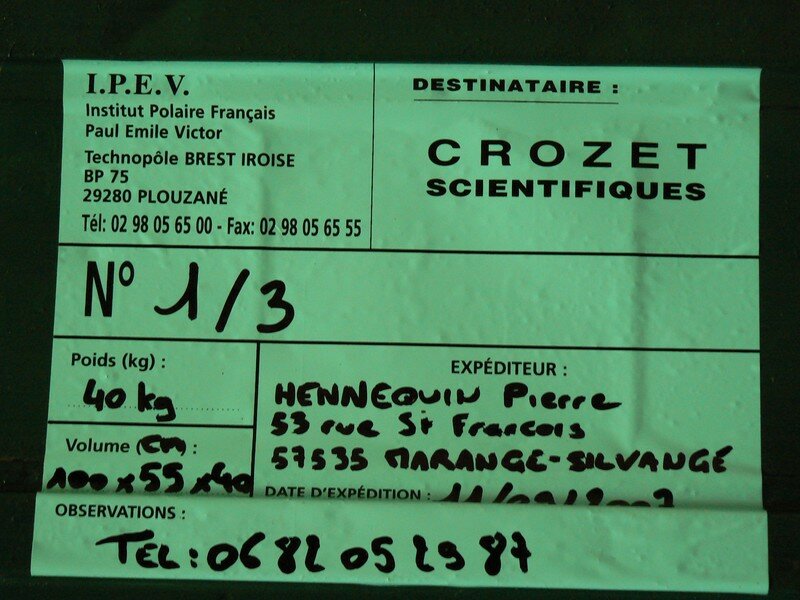 I.P.E.V.
Institut Polaire Français
Paul Emile Victor
Technopôle BREST IROISE
BP 75
29280 PLOUZANÉ
Tél: 02 98 05 65 00 - Fax: 02 98 05 65 55
DESTINATAIRE :
CROZET
SCIENTIFIQUES
N° 1/3
Poids (kg) :
40 kg
Volume (cm) :
100 x 55 x 40
EXPÉDITEUR :
HENNEQUIN Pierre
53 rue St Francois
57535 MARANGE-SILVANGE
DATE D'EXPÉDITION :
OBSERVATIONS :
TEL: 06 82 05 29 87